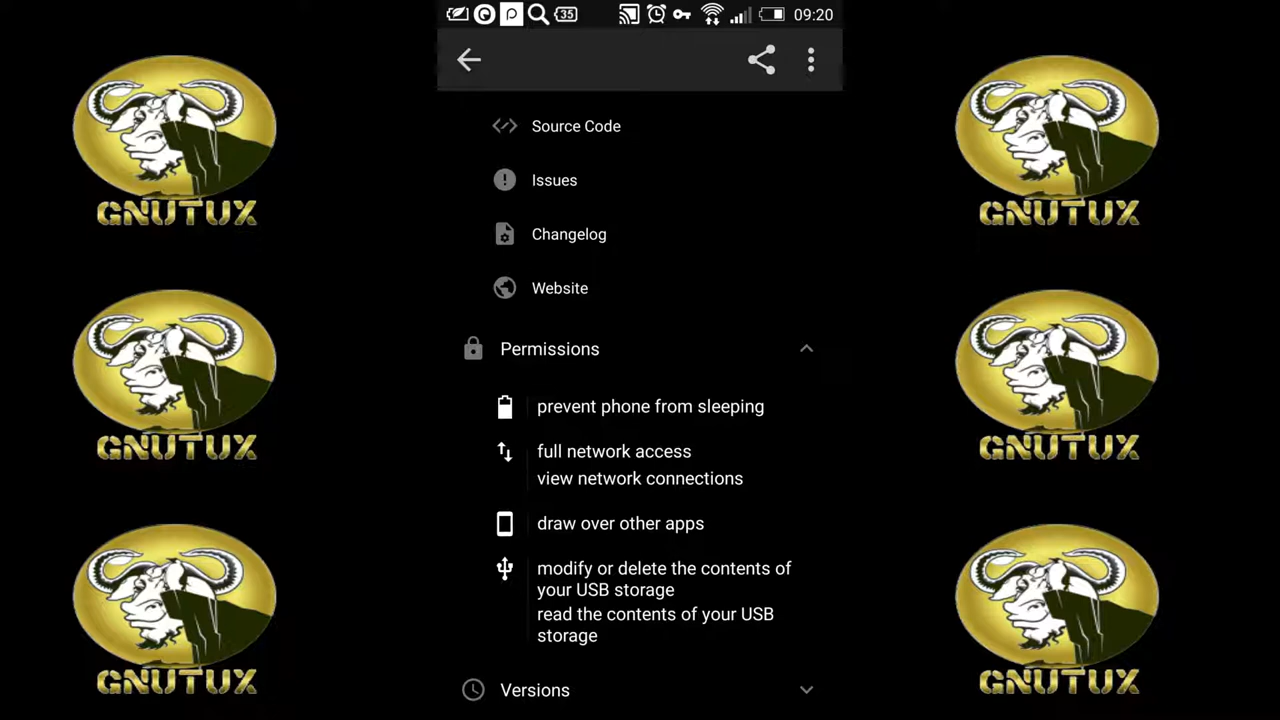 35
09:20
Source Code
Issues
Changelog
Website
Permissions
prevent phone from sleeping
full network access
view network connections
draw over other apps
modify or delete the contents of
your USB storage
read the contents of your USB
storage
Versions
GNUTUX
GNUTUX
GNUTUX
GNUTUX
GNUTUX
GNUTUX